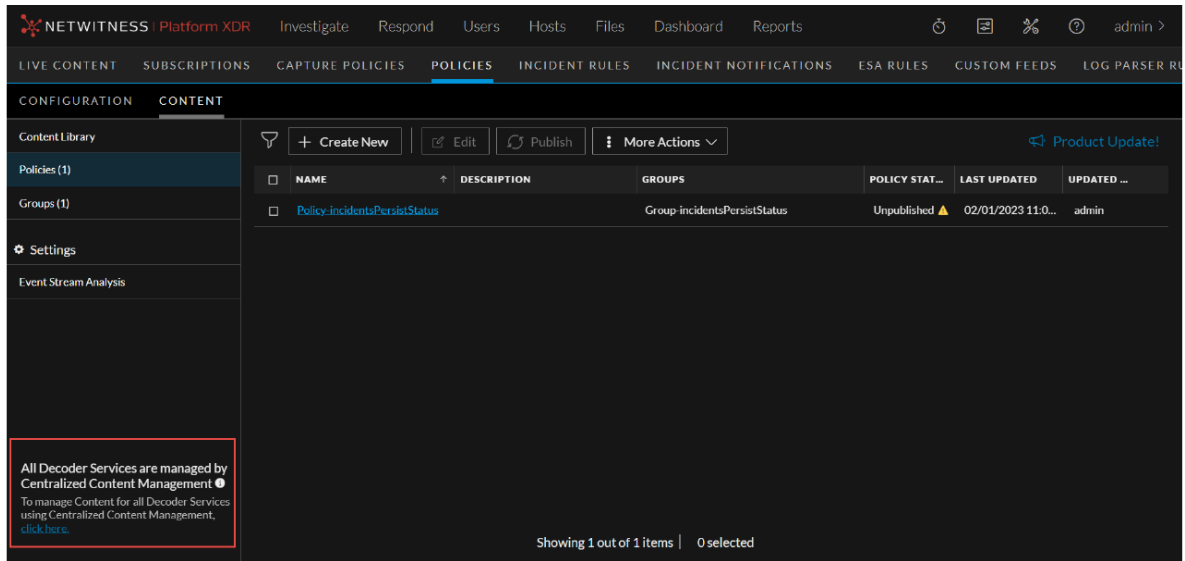 NETWITNESS | Platform XDR Investigate Respond Users Hosts Files Dashboard Reports admin >
LIVE CONTENT SUBSCRIPTIONS CAPTURE POLICIES POLICIES INCIDENT RULES INCIDENT NOTIFICATIONS ESA RULES CUSTOM FEEDS LOG PARSER RU
CONFIGURATION CONTENT
Content Library
+ Create New Edit Publish More Actions Product Update!
Policies (1)
NAME ↑ DESCRIPTION GROUPS POLICY STAT... LAST UPDATED UPDATED ...
Groups (1)
Policy-incidentsPersistStatus Group-incidentsPersistStatus Unpublished 02/01/2023 11:0... admin
Settings
Event Stream Analysis
All Decoder Services are managed by
Centralized Content Management
To manage Content for all Decoder Services
using Centralized Content Management,
click here.
Showing 1 out of 1 items | 0 selected